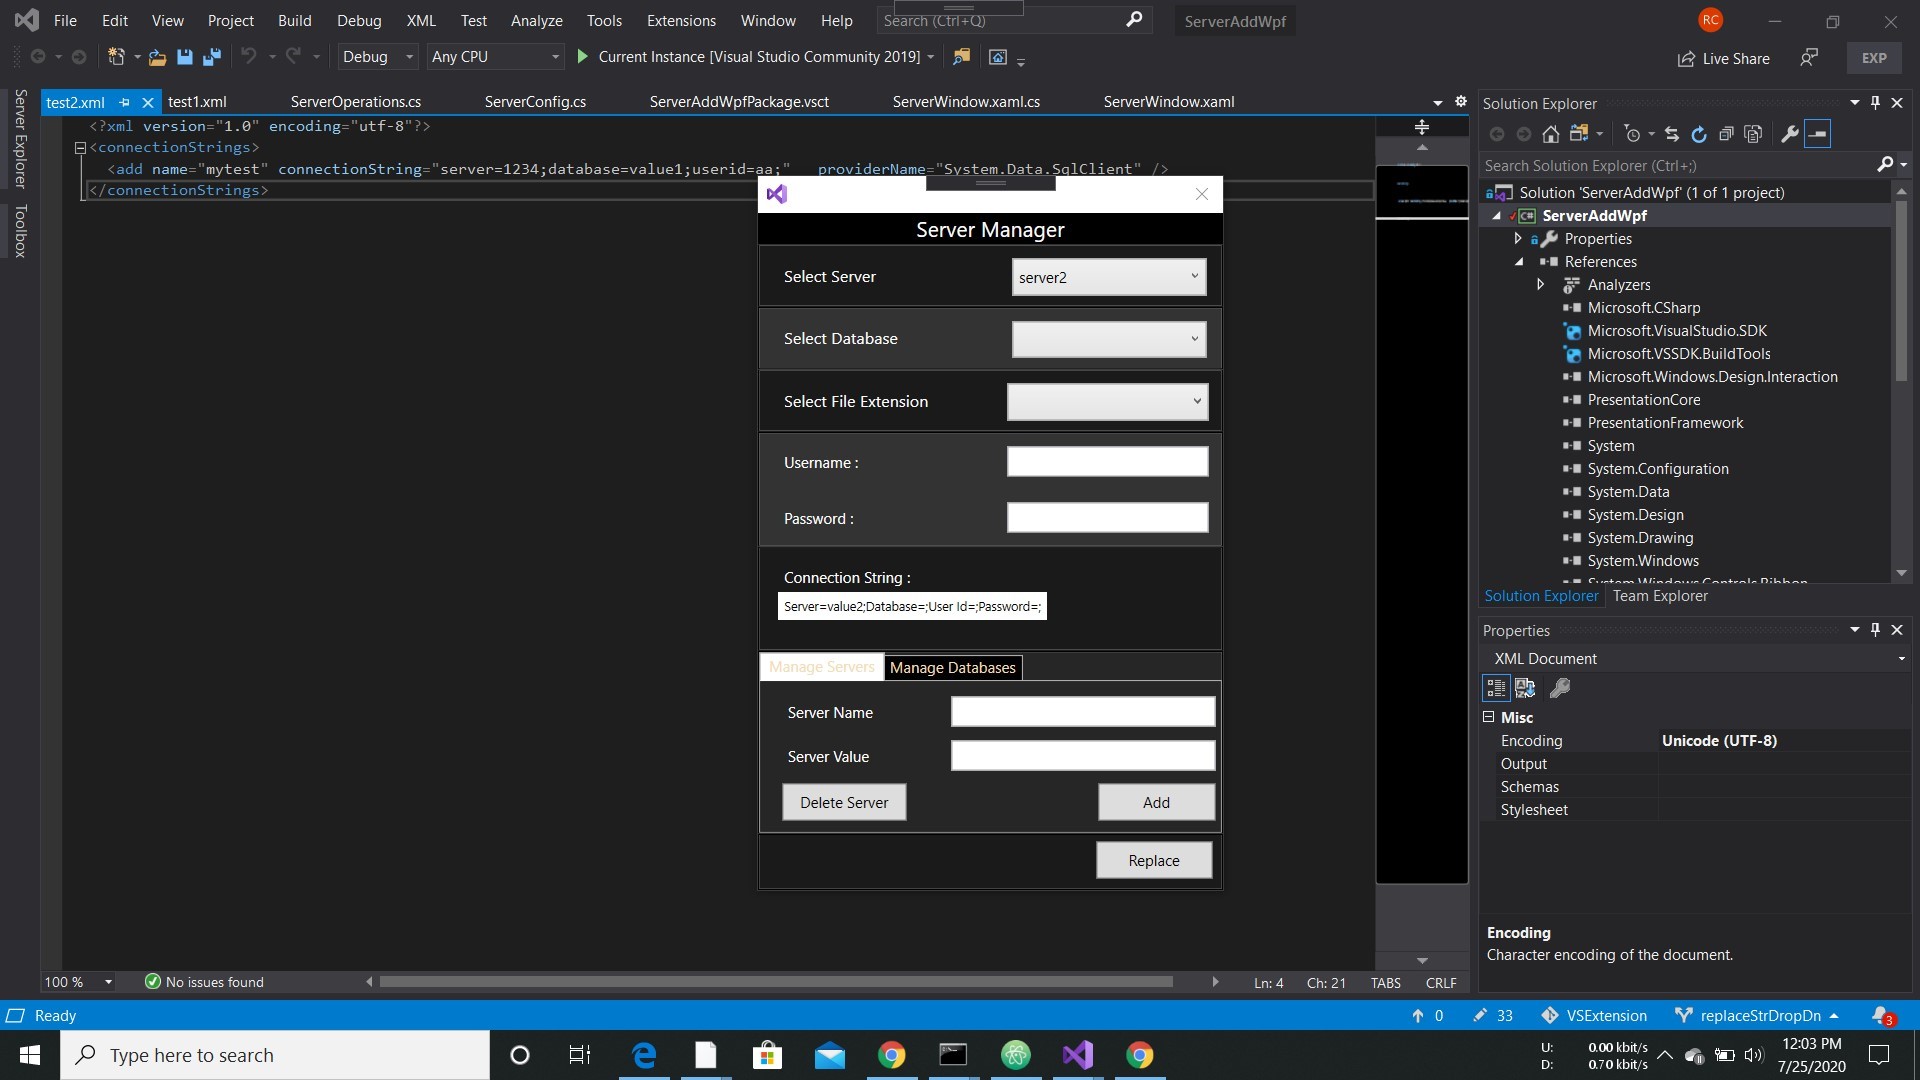 File Edit View Project Build Debug XML Test Analyze Tools Extensions Window Help Search (Ctrl+Q) ServerAddWpf RC
Debug Any CPU Current Instance [Visual Studio Community 2019] Live Share EXP
Server Explorer
Toolbox
test2.xml test1.xml ServerOperations.cs ServerConfig.cs ServerAddWpfPackage.vsct ServerWindow.xaml.cs ServerWindow.xaml
<?xml version="1.0" encoding="utf-8"?>
<connectionStrings>
<add name="mytest" connectionString="server=1234;database=value1;userid=aa;" providerName="System.Data.SqlClient" />
</connectionStrings>
Server Manager
Select Server server2
Select Database
Select File Extension
Username :
Password :
Connection String :
Server=value2;Database=;User Id=;Password=;
Manage Servers Manage Databases
Server Name
Server Value
Delete Server Add
Replace
Solution Explorer
Search Solution Explorer (Ctrl+;)
Solution 'ServerAddWpf' (1 of 1 project)
C# ServerAddWpf
Properties
References
Analyzers
Microsoft.CSharp
Microsoft.VisualStudio.SDK
Microsoft.VSSDK.BuildTools
Microsoft.Windows.Design.Interaction
PresentationCore
PresentationFramework
System
System.Configuration
System.Data
System.Design
System.Drawing
System.Windows
System.Windows.Controls.Ribbon
Solution Explorer Team Explorer
Properties
XML Document
Misc
Encoding Unicode (UTF-8)
Output
Schemas
Stylesheet
Encoding
Character encoding of the document.
100 % No issues found Ln: 4 Ch: 21 TABS CRLF
Ready 0 33 VSExtension replaceStrDropDn 3
Type here to search
U: 0.00 kbit/s
D: 0.70 kbit/s
12:03 PM
7/25/2020